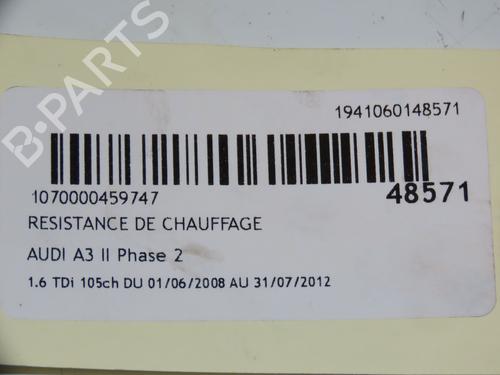 B-PARTS
1941060148571
1070000459747
48571
RESISTANCE DE CHAUFFAGE
AUDI A3 II Phase 2
1.6 TDi 105ch DU 01/06/2008 AU 31/07/2012